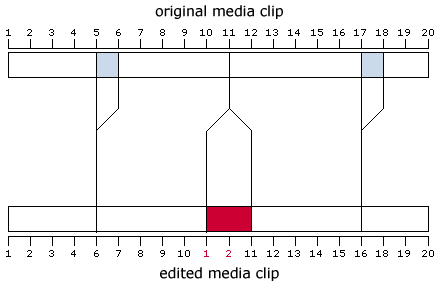 original media clip
1 2 3 4 5 6 7 8 9 10 11 12 13 14 15 16 17 18 19 20
1 2 3 4 5 6 7 8 9 10 1 2 11 12 13 14 15 16 17 20
edited media clip